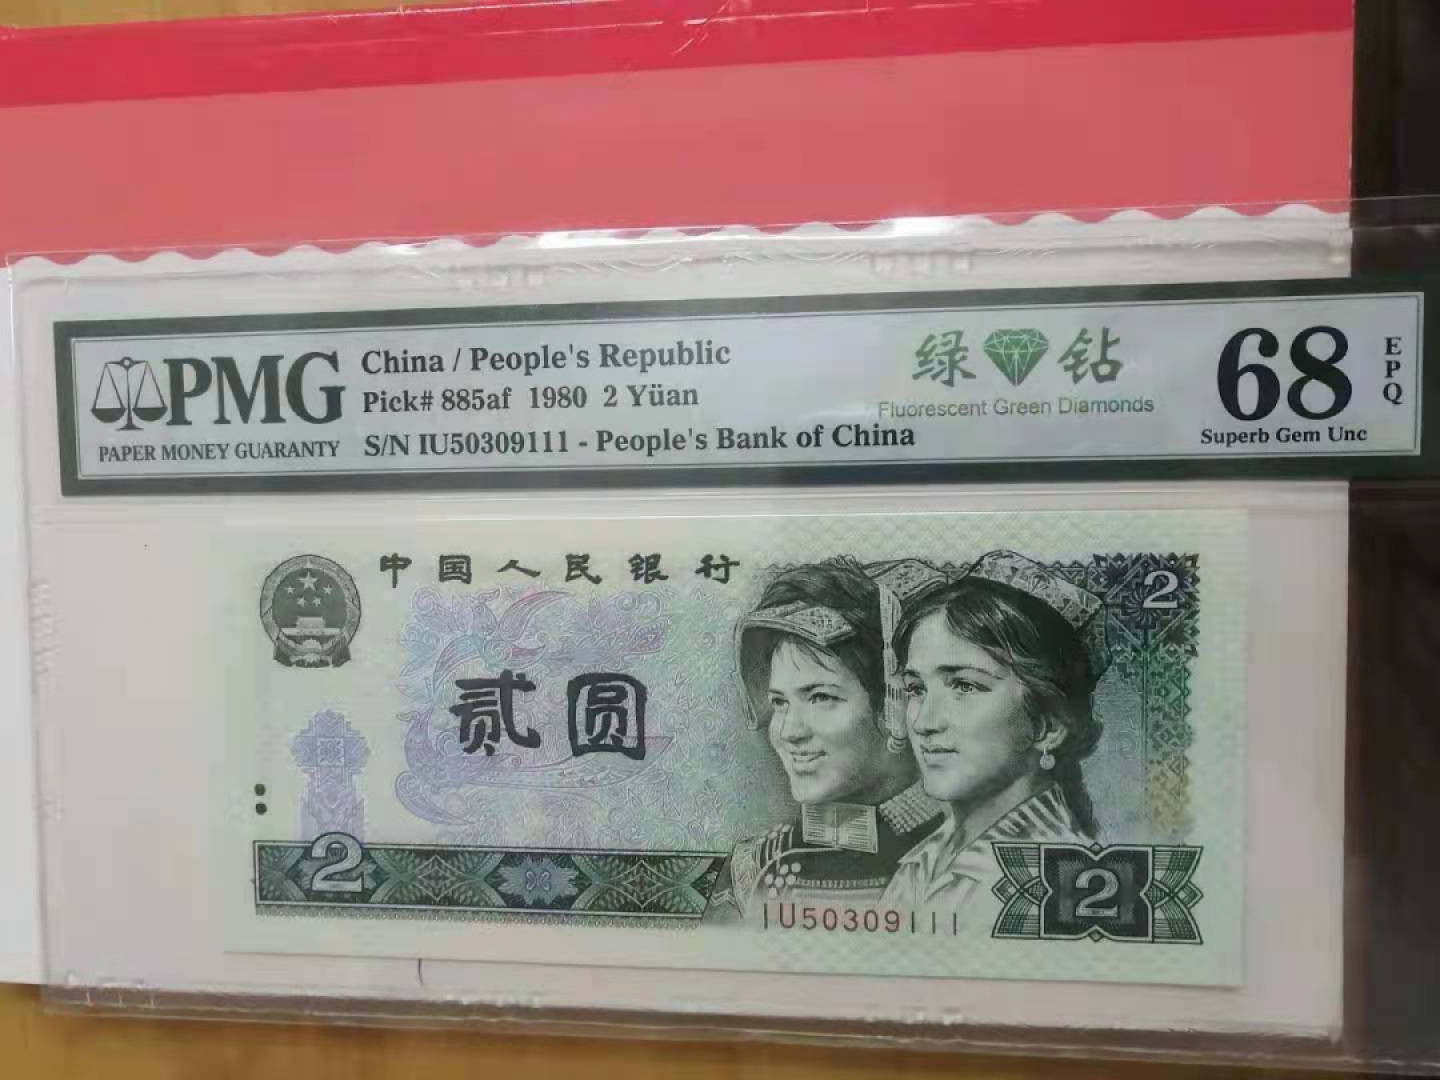 PMG
PAPER MONEY GUARANTY
China / People's Republic
Pick# 885af 1980 2 Yüan
S/N IU50309111 - People's Bank of China
绿钻
Fluorescent Green Diamonds
68
EPQ
Superb Gem Unc
中国人民银行
2
贰圆
2
2
IU50309111